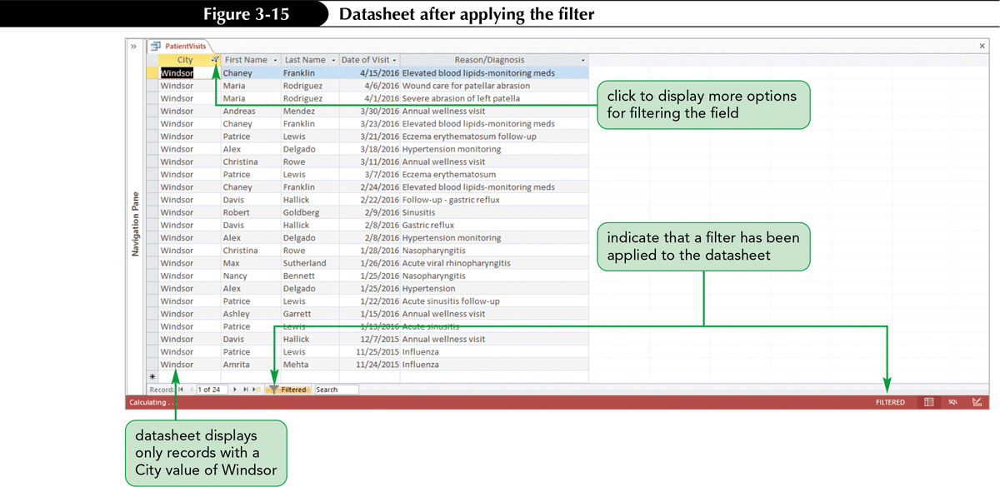 Figure 3-15 Datasheet after applying the filter
PatientVisits
City First Name Last Name Date of Visit Reason/Diagnosis
Windsor Chaney Franklin 4/15/2016 Elevated blood lipids-monitoring meds
Windsor Maria Rodriguez 4/6/2016 Wound care for patellar abrasion
Windsor Maria Rodriguez 4/1/2016 Severe abrasion of left patella
Windsor Andreas Mendez 3/30/2016 Annual wellness visit
Windsor Chaney Franklin 3/23/2016 Elevated blood lipids-monitoring meds
Windsor Patrice Lewis 3/21/2016 Eczema erythematosum follow-up
Windsor Alex Delgado 3/18/2016 Hypertension monitoring
Windsor Christina Rowe 3/11/2016 Annual wellness visit
Windsor Patrice Lewis 3/7/2016 Eczema erythematosum
Windsor Chaney Franklin 2/24/2016 Elevated blood lipids-monitoring meds
Windsor Davis Hallick 2/22/2016 Follow-up - gastric reflux
Windsor Robert Goldberg 2/9/2016 Sinusitis
Windsor Davis Hallick 2/8/2016 Gastric reflux
Windsor Alex Delgado 2/8/2016 Hypertension monitoring
Windsor Christina Rowe 1/28/2016 Nasopharyngitis
Windsor Max Sutherland 1/26/2016 Acute viral rhinopharyngitis
Windsor Nancy Bennett 1/25/2016 Nasopharyngitis
Windsor Alex Delgado 1/25/2016 Hypertension
Windsor Patrice Lewis 1/22/2016 Acute sinusitis follow-up
Windsor Ashley Garrett 1/15/2016 Annual wellness visit
Windsor Patrice Lewis 1/13/2016 Acute sinusitis
Windsor Davis Hallick 12/7/2015 Annual wellness visit
Windsor Patrice Lewis 11/25/2015 Influenza
Windsor Amrita Mehta 11/24/2015 Influenza
Record: 1 of 24 Filtered Search
Calculating . . . FILTERED SQL
Navigation Pane
click to display more options
for filtering the field
indicate that a filter has been
applied to the datasheet
datasheet displays
only records with a
City value of Windsor